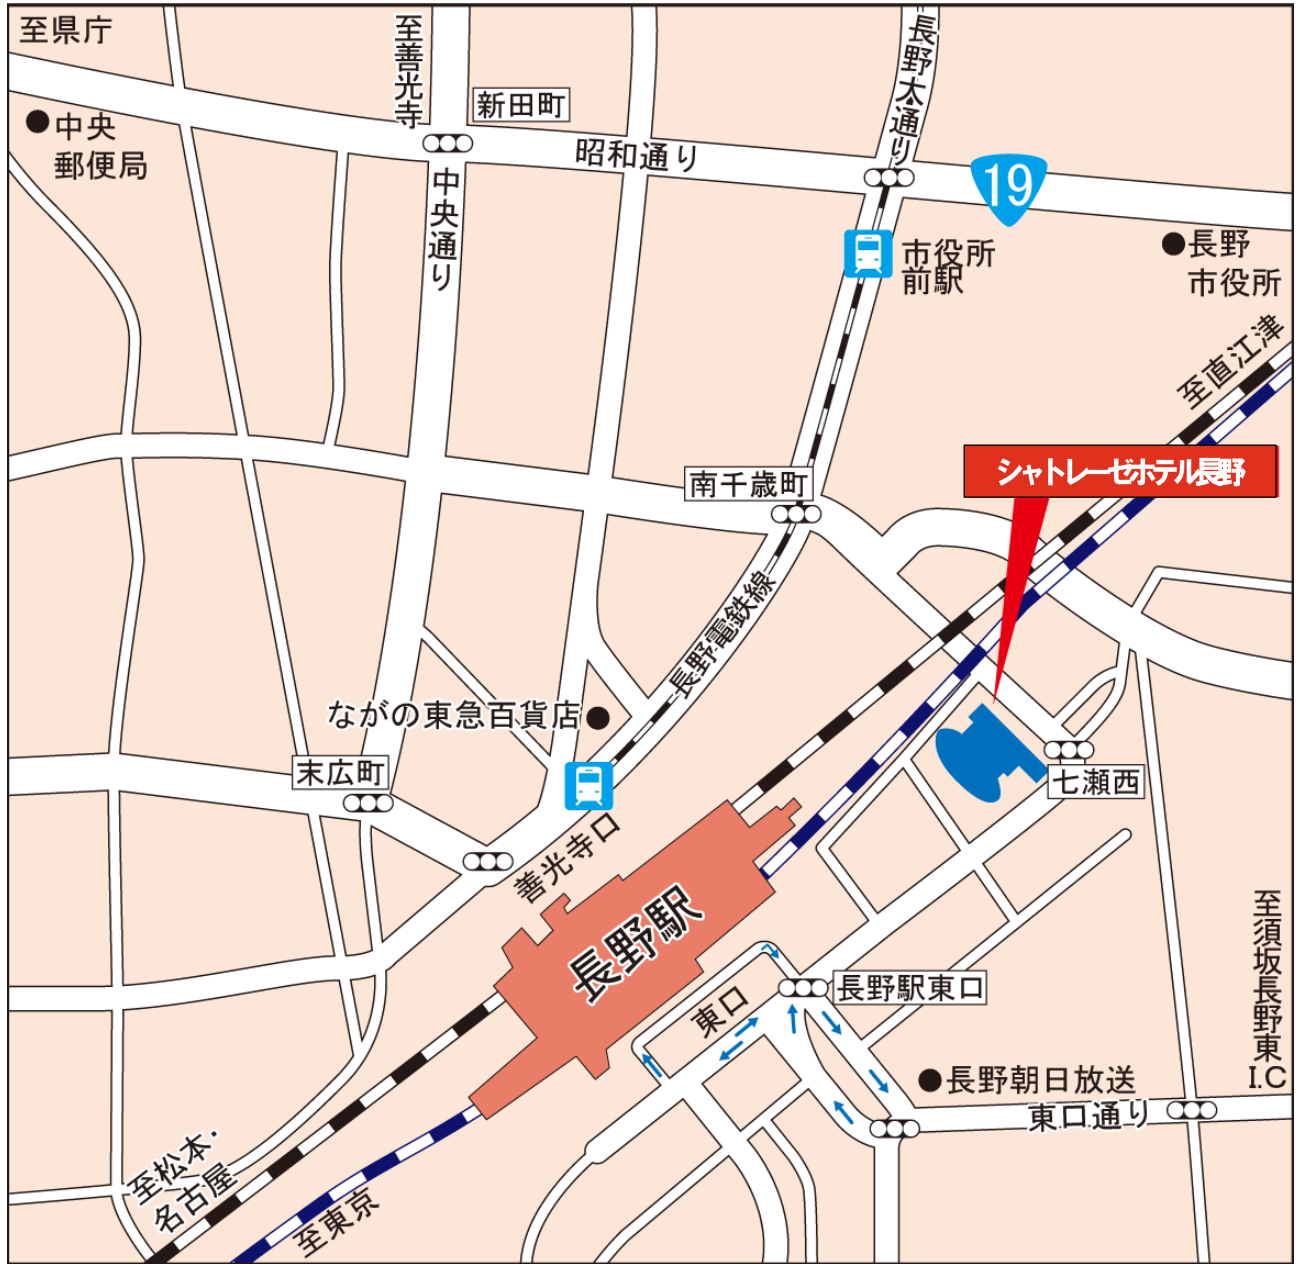 至県庁
至善光寺
長野大通り
新田町
中央
郵便局
昭和通り
19
中央通り
市役所
前駅
長野
市役所
至直江津
シャトレーゼホテル長野
南千歳町
長野電鉄線
ながの東急百貨店
末広町
七瀬西
善光寺口
長野駅
至須坂長野東I.C
長野駅東口
東口
長野朝日放送
東口通り
至松本・
名古屋
至東京